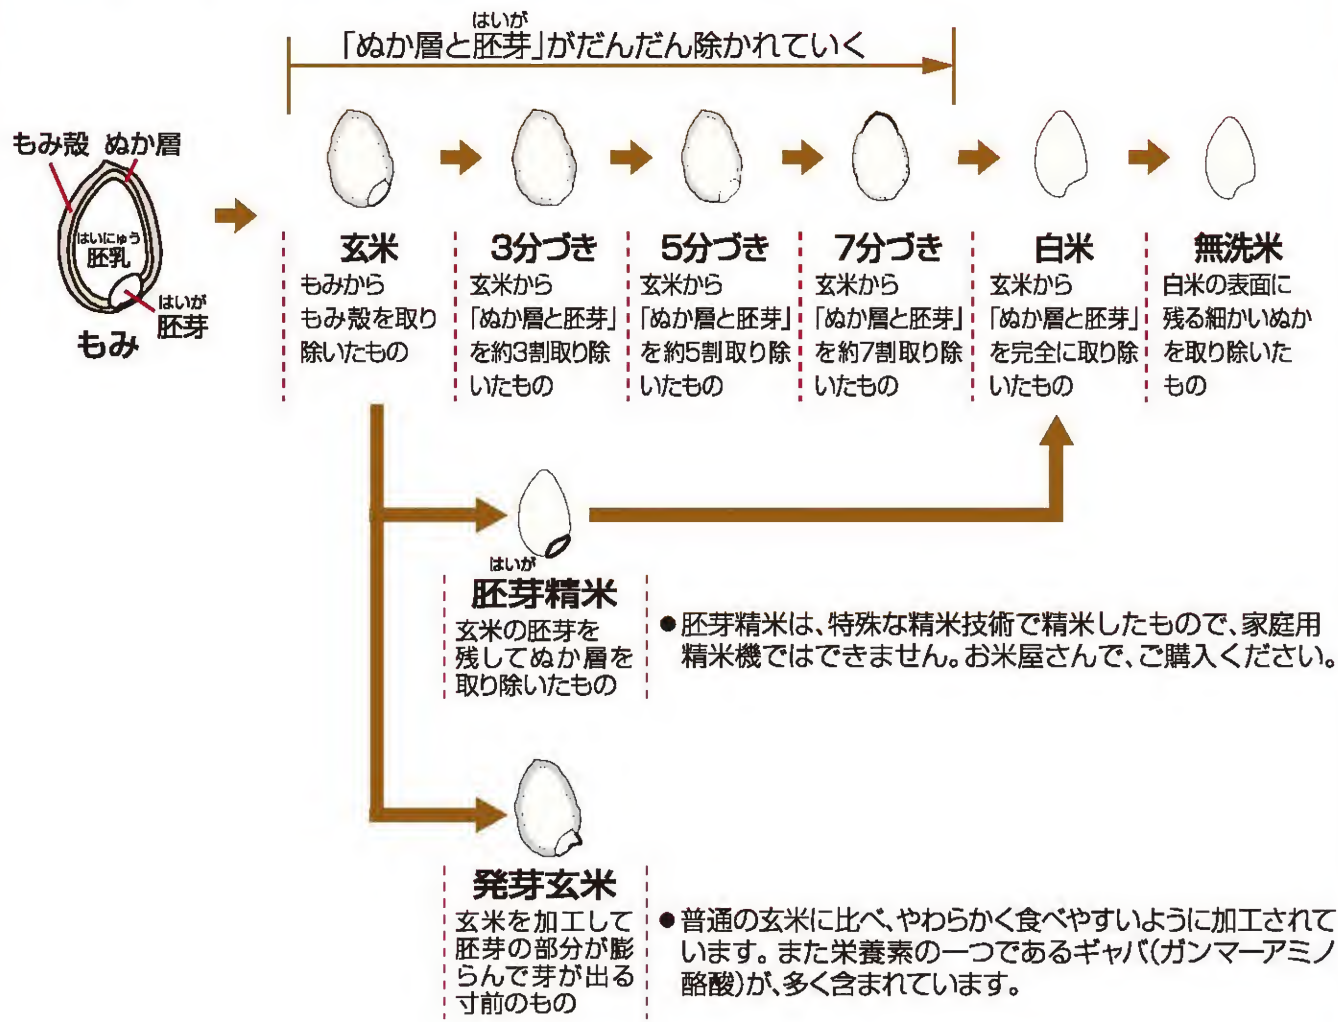 はいが
「ぬか層と胚芽」がだんだん除かれていく
もみ殻 ぬか層
はいにゅう
胚乳
はいが
胚芽
もみ
玄米
もみから
もみ殻を取り
除いたもの
3分づき
玄米から
「ぬか層と胚芽」
を約3割取り除
いたもの
5分づき
玄米から
「ぬか層と胚芽」
を約5割取り除
いたもの
7分づき
玄米から
「ぬか層と胚芽」
を約7割取り除
いたもの
白米
玄米から
「ぬか層と胚芽」
を完全に取り除
いたもの
無洗米
白米の表面に
残る細かいぬか
を取り除いた
もの
はいが
胚芽精米
玄米の胚芽を
残してぬか層を
取り除いたもの
●胚芽精米は、特殊な精米技術で精米したもので、家庭用
精米機ではできません。お米屋さんで、ご購入ください。
発芽玄米
玄米を加工して
胚芽の部分が膨
らんで芽が出る
寸前のもの
●普通の玄米に比べ、やわらかく食べやすいように加工されて
います。また栄養素の一つであるギャバ(ガンマーアミノ
酪酸)が、多く含まれています。